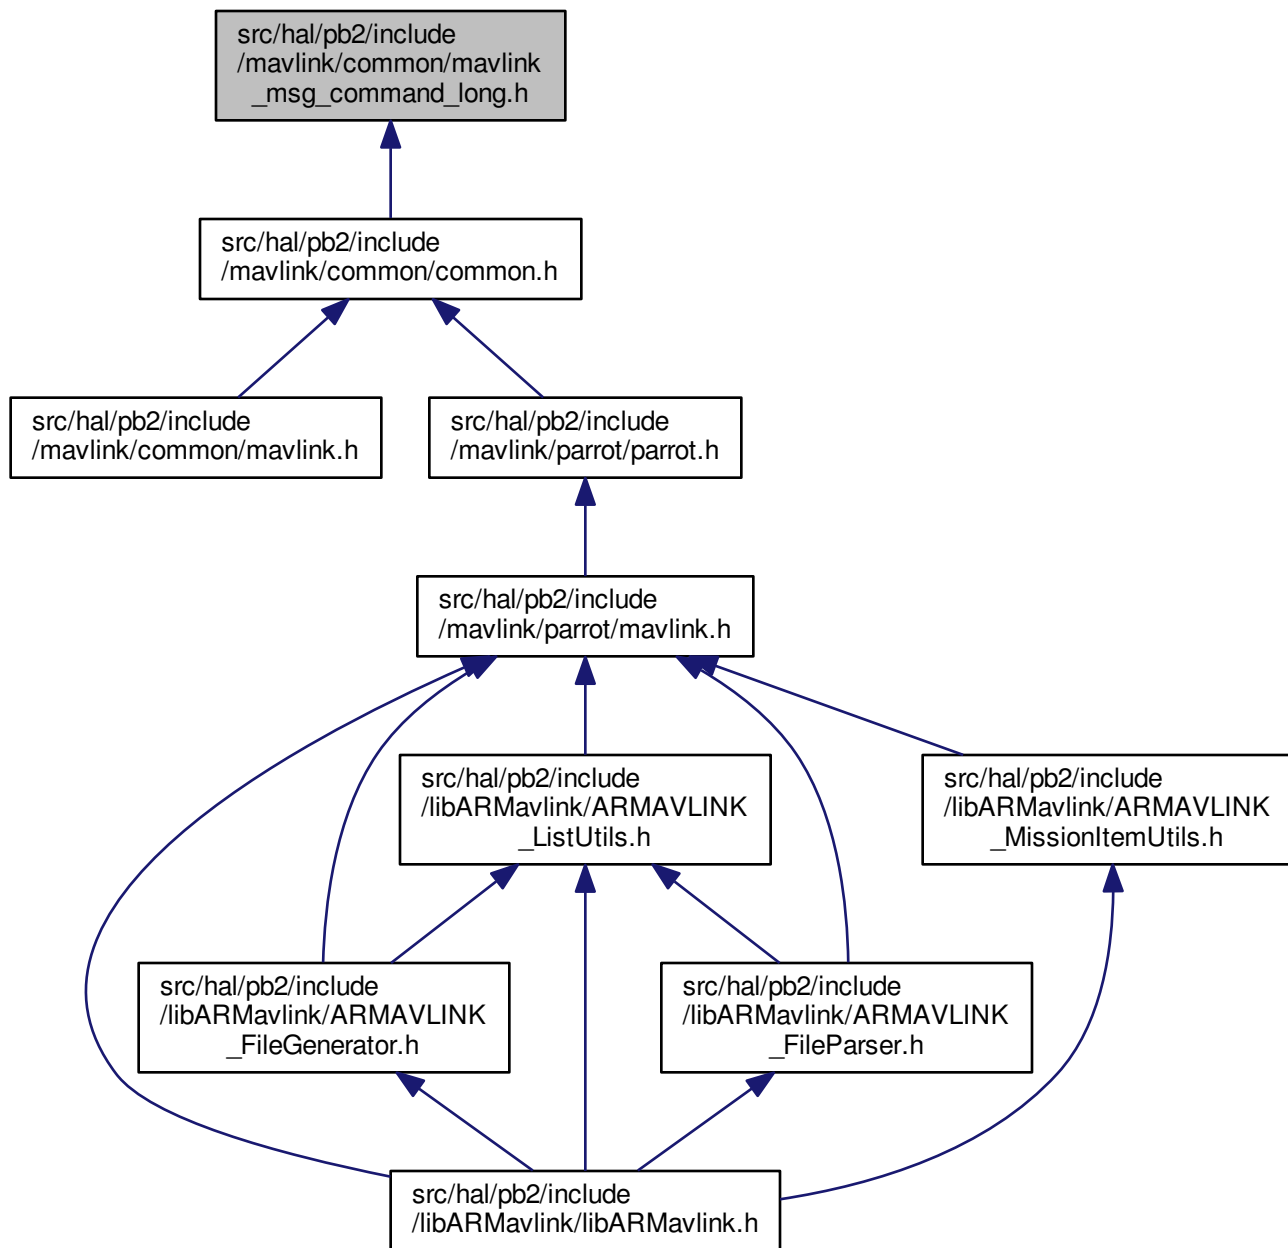 src/hal/pb2/include
/mavlink/common/mavlink
_msg_command_long.h
src/hal/pb2/include
/mavlink/common/common.h
src/hal/pb2/include
/mavlink/common/mavlink.h
src/hal/pb2/include
/mavlink/parrot/parrot.h
src/hal/pb2/include
/mavlink/parrot/mavlink.h
src/hal/pb2/include
/libARMavlink/ARMAVLINK
_ListUtils.h
src/hal/pb2/include
/libARMavlink/ARMAVLINK
_MissionItemUtils.h
src/hal/pb2/include
/libARMavlink/ARMAVLINK
_FileGenerator.h
src/hal/pb2/include
/libARMavlink/ARMAVLINK
_FileParser.h
src/hal/pb2/include
/libARMavlink/libARMavlink.h